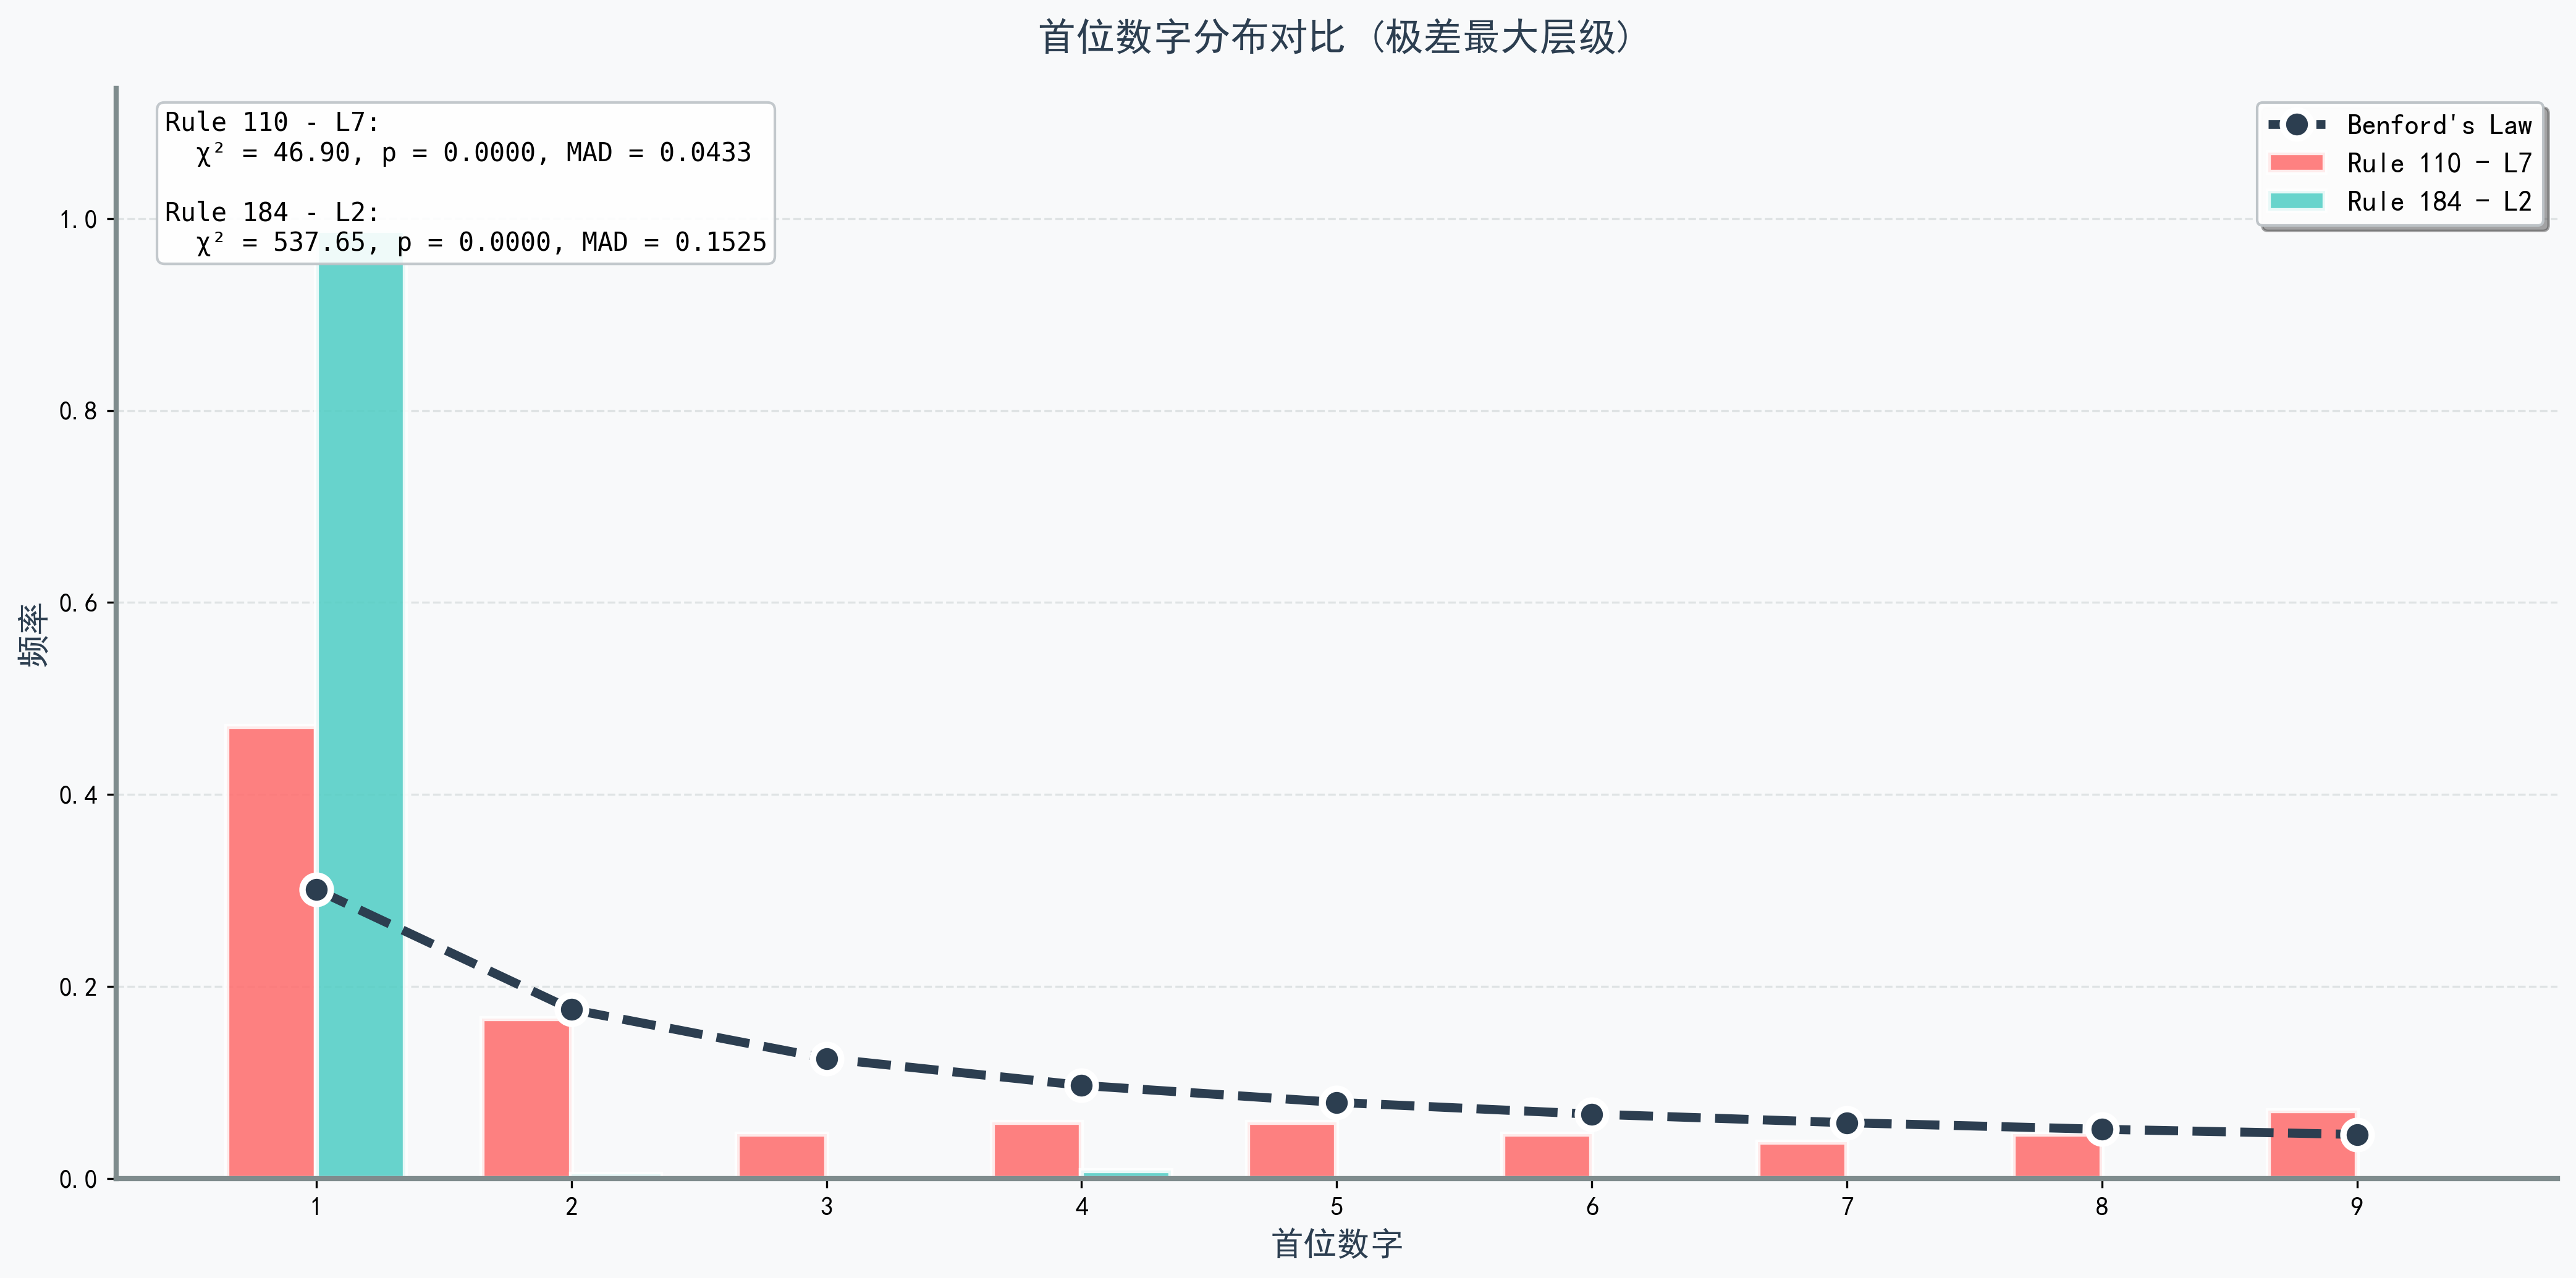 首位数字分布对比 (极差最大层级)
Rule 110 - L7:
χ² = 46.90, p = 0.0000, MAD = 0.0433
Rule 184 - L2:
χ² = 537.65, p = 0.0000, MAD = 0.1525
Benford's Law
Rule 110 - L7
Rule 184 - L2
频率
1.0
0.8
0.6
0.4
0.2
0.0
1 2 3 4 5 6 7 8 9
首位数字